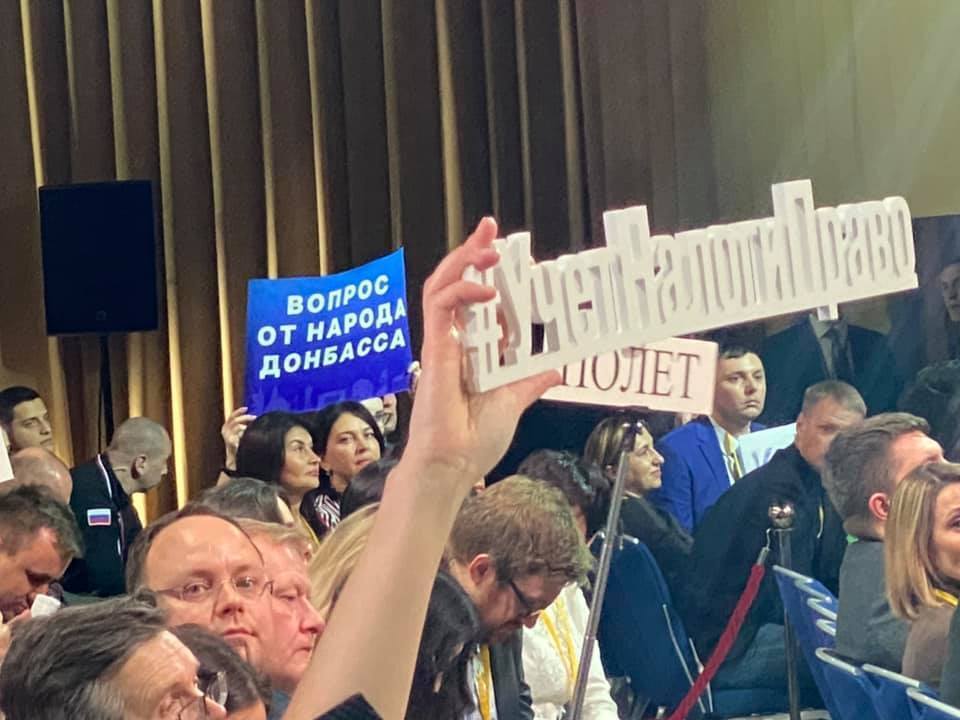 ВОПРОС
ОТ НАРОДА
ДОНБАССА
#УчетНалогиПраво
ПОЛЕТ